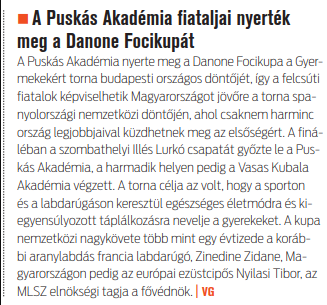 A Puskás Akadémia fiataljai nyerték
meg a Danone Focikupát
A Puskás Akadémia nyerte meg a Danone Focikupa a Gyer-
mekekért torna budapesti országos döntőjét, így a felcsúti
fiatalok képviselhetik Magyarországot jövőre a torna spa-
nyolországi nemzetközi döntőjén, ahol csaknem harminc
ország legjobbjaival küzdhetnek meg az elsőségért. A finá-
léban a szombathelyi Illés Lurkó csapatát győzte le a Pus-
kás Akadémia, a harmadik helyen pedig a Vasas Kubala
Akadémia végzett. A torna célja az volt, hogy a sporton
és a labdarúgáson keresztül egészséges életmódra és ki-
egyensúlyozott táplálkozásra nevelje a gyerekeket. A kupa
nemzetközi nagykövete több mint egy évtizede a koráb-
bi aranylabdás francia labdarúgó, Zinedine Zidane, Ma-
gyarországon pedig az európai ezüstcipős Nyilasi Tibor, az
MLSZ elnökségi tagja a fővédnök. | VG